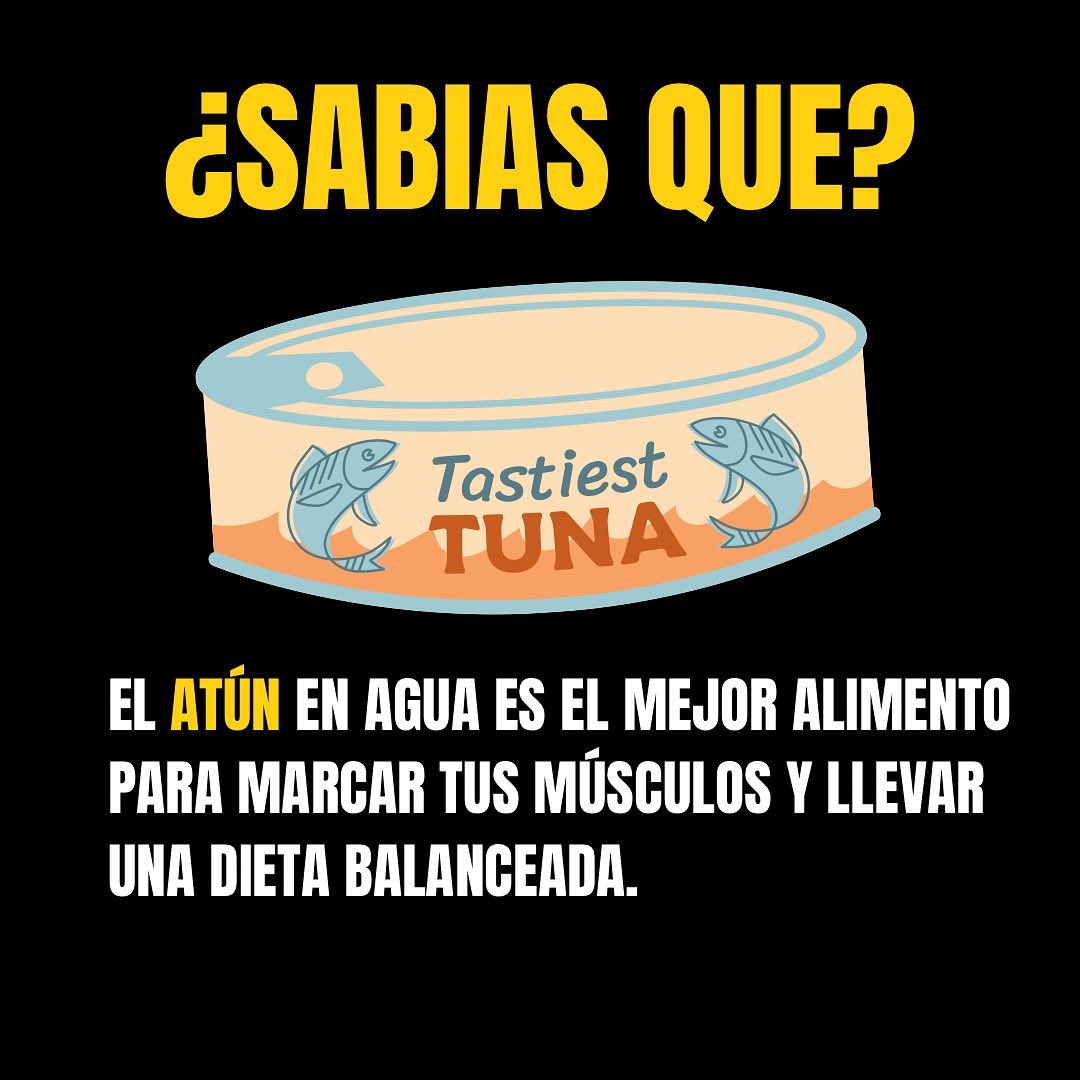 ¿SABIAS QUE?
Tastiest
TUNA
EL ATÚN EN AGUA ES EL MEJOR ALIMENTO
PARA MARCAR TUS MÚSCULOS Y LLEVAR
UNA DIETA BALANCEADA.